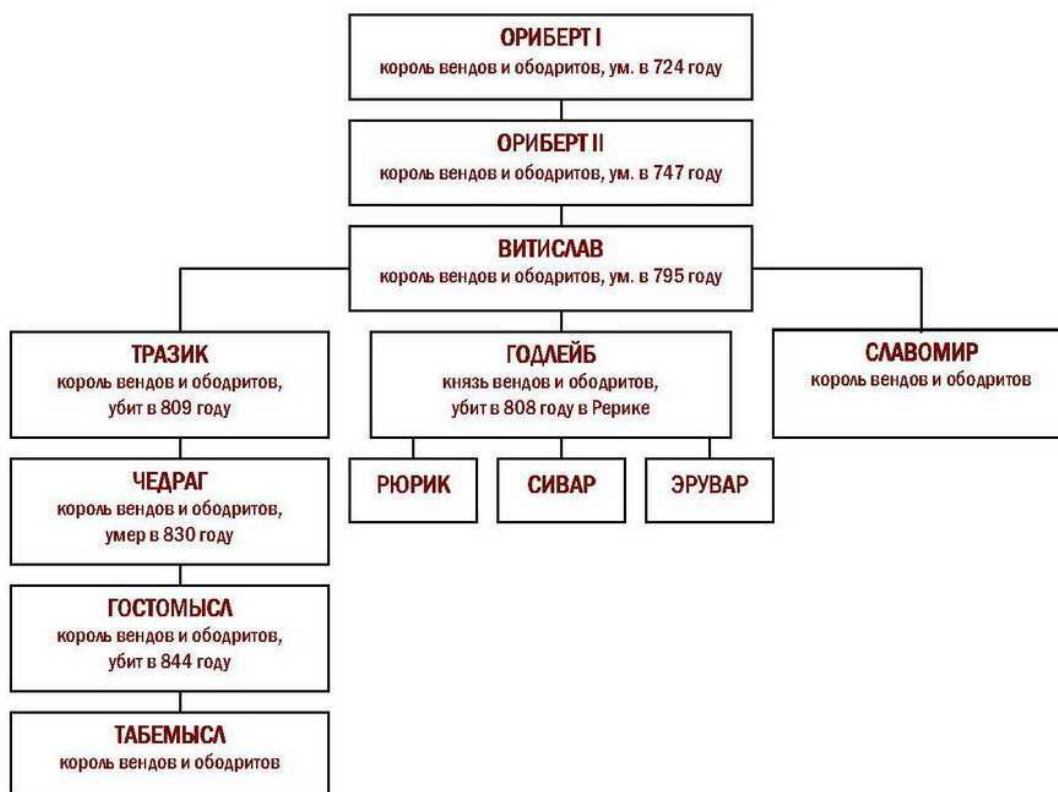 ОРИБЕРТ I
король вендов и ободритов, ум. в 724 году
ОРИБЕРТ II
король вендов и ободритов, ум. в 747 году
ВИТИСЛАВ
король вендов и ободритов, ум. в 795 году
ТРАЗИК
король вендов и ободритов,
убит в 809 году
ГОДЛЕЙБ
князь вендов и ободритов,
убит в 808 году в Рерике
СЛАВОМИР
король вендов и ободритов
ЧЕДРАГ
король вендов и ободритов,
умер в 830 году
РЮРИК
СИВАР
ЭРУВАР
ГОСТОМЫСЛ
король вендов и ободритов,
убит в 844 году
ТАБЕМЫСЛ
король вендов и ободритов